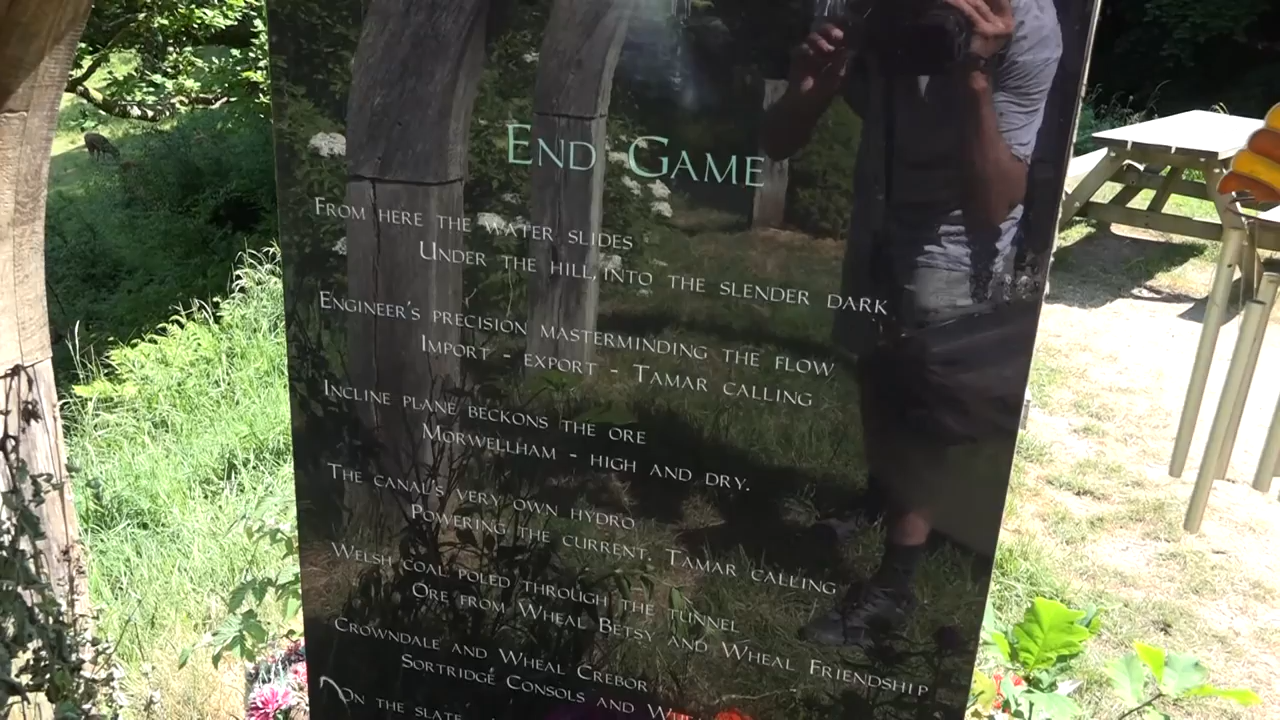 END GAME
FROM HERE THE WATER SLIDES
UNDER THE HILL, INTO THE SLENDER DARK
ENGINEER'S PRECISION MASTERMINDING THE FLOW
IMPORT - EXPORT - TAMAR CALLING
INCLINE PLANE BECKONS THE ORE
MORWELLHAM - HIGH AND DRY.
THE CANAL'S VERY OWN HYDRO
POWERING THE CURRENT. TAMAR CALLING
WELSH COAL POLED THROUGH THE TUNNEL
ORE FROM WHEAL BETSY AND WHEAL FRIENDSHIP
CROWNDALE AND WHEAL CREBOR
SORTRIDGE CONSOLS AND
ON THE SLATE